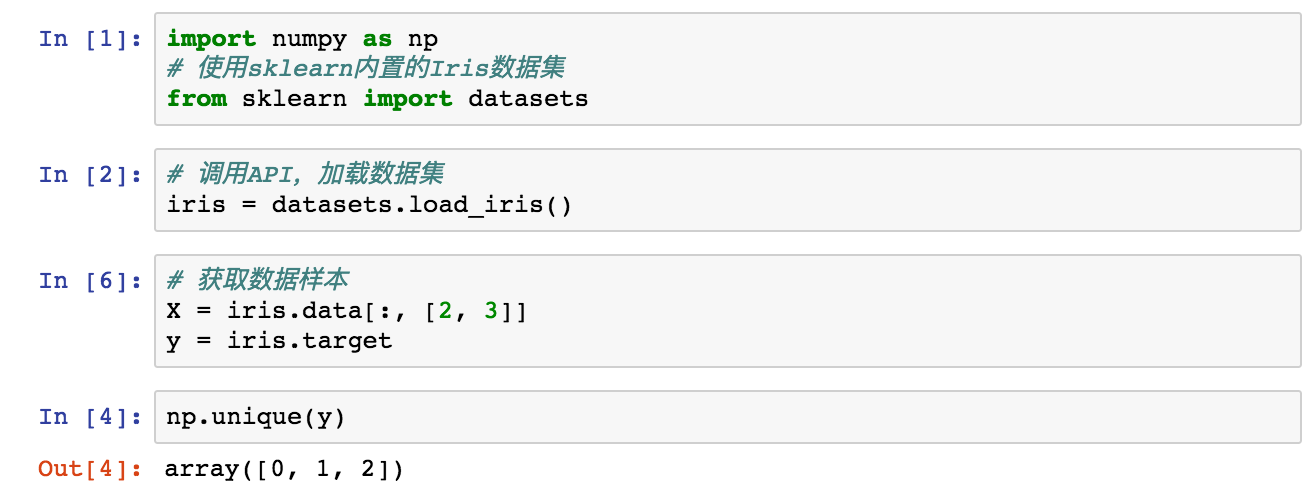 In [1]: import numpy as np
# 使用sklearn内置的Iris数据集
from sklearn import datasets
In [2]: # 调用API，加载数据集
iris = datasets.load_iris()
In [6]: # 获取数据样本
X = iris.data[:, [2, 3]]
y = iris.target
In [4]: np.unique(y)
Out[4]: array([0, 1, 2])